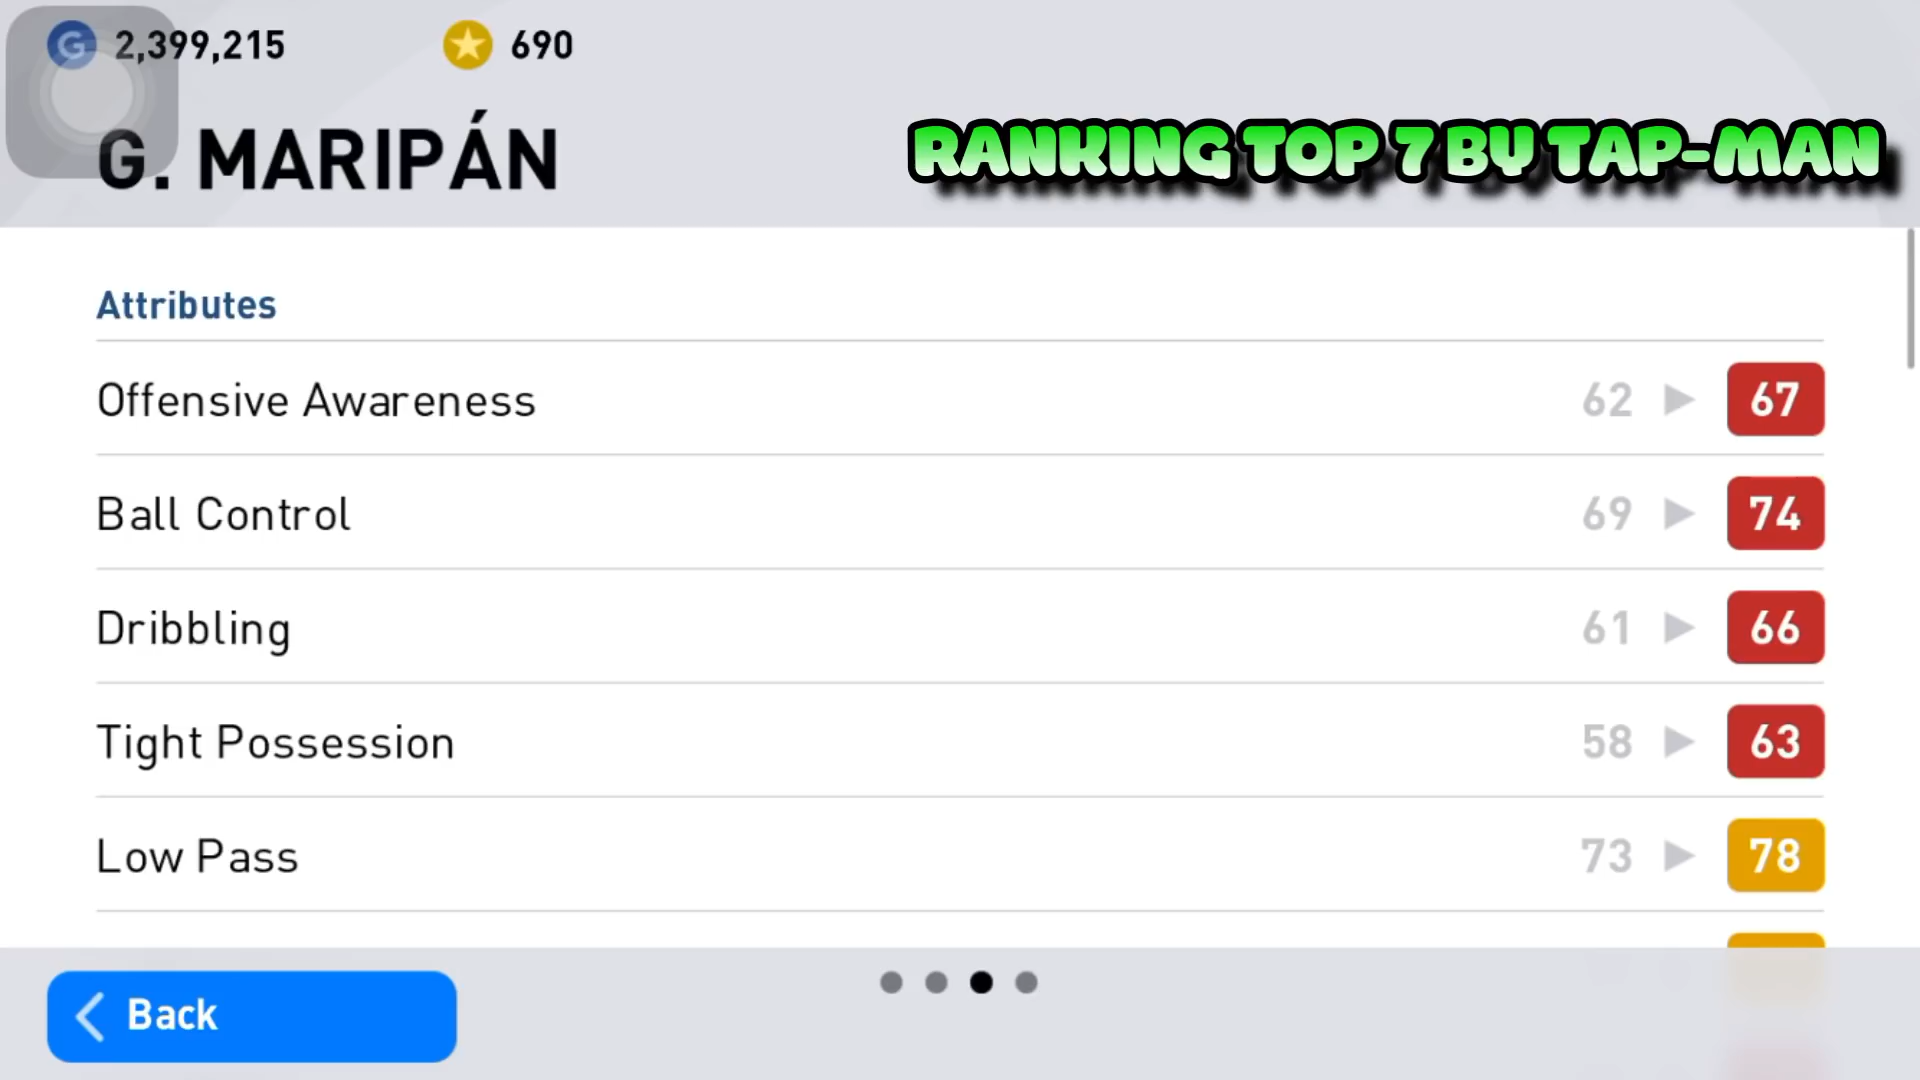 G 2,399,215 690
G. MARIPÁN
RANKING TOP 7 BY TAP-MAN
Attributes
Offensive Awareness 62 ▶ 67
Ball Control 69 ▶ 74
Dribbling 61 ▶ 66
Tight Possession 58 ▶ 63
Low Pass 73 ▶ 78
Back